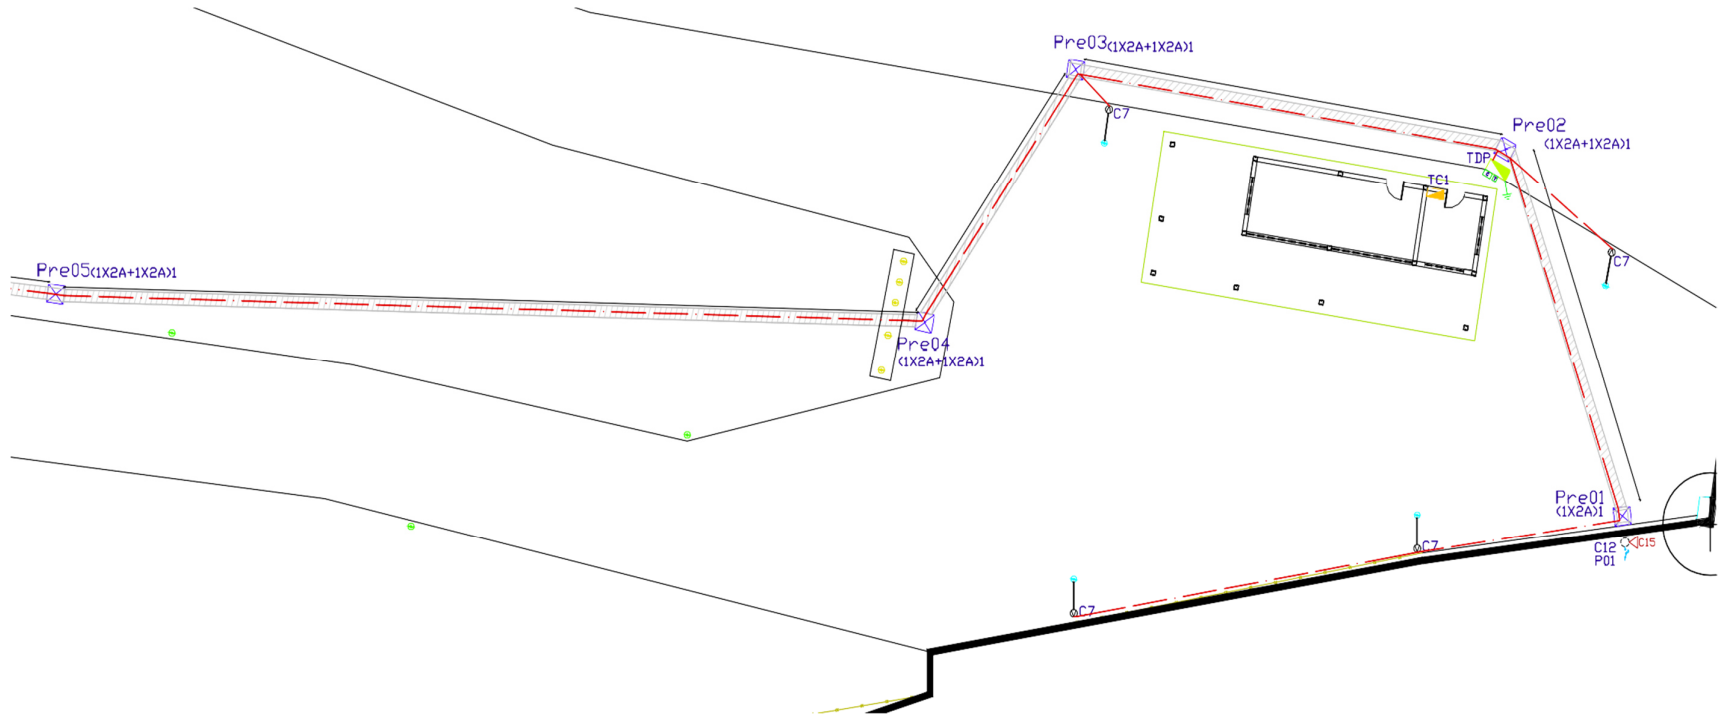 Pre03(1X2A+1X2A)1
C7
Pre02
(1X2A+1X2A)1
TDP
TC1
C7
Pre05(1X2A+1X2A)1
Pre04
(1X2A+1X2A)1
Pre01
(1X2A)1
C7
C12
C15
P01
C7